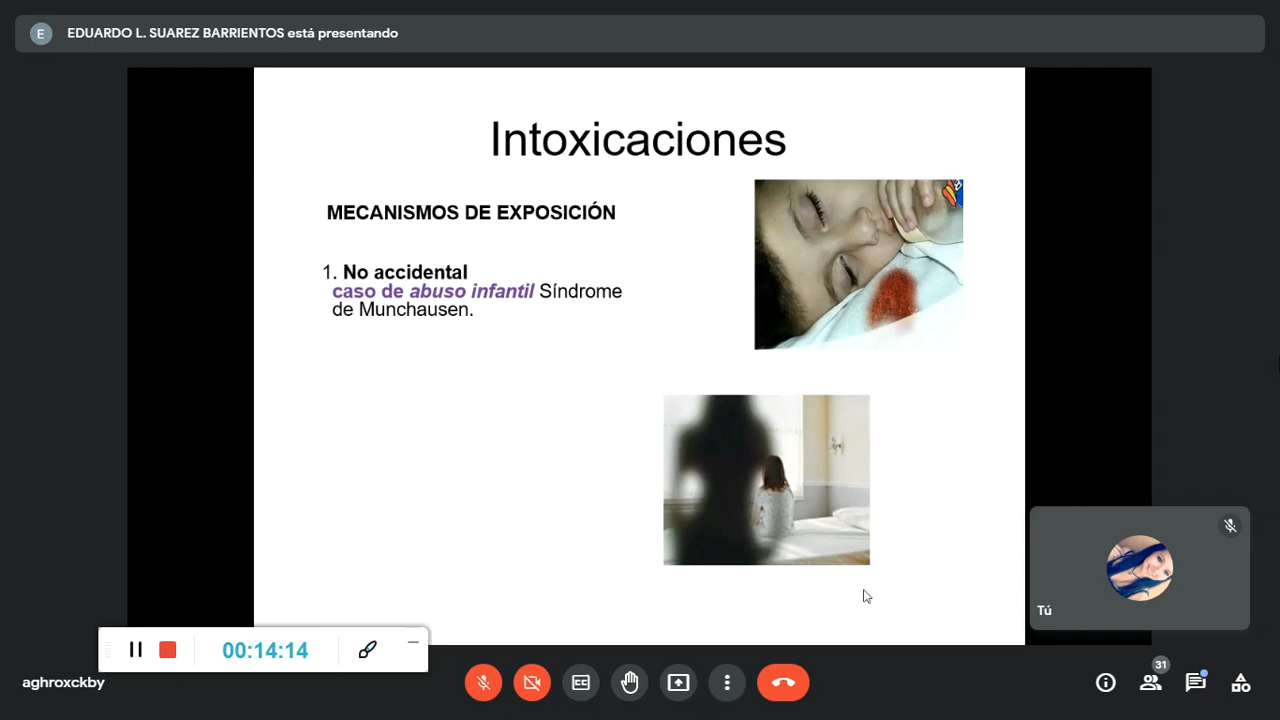 E
EDUARDO L. SUAREZ BARRIENTOS está presentando
Intoxicaciones
MECANISMOS DE EXPOSICIÓN
1. No accidental
caso de abuso infantil Síndrome
de Munchausen.
Tú
00:14:14
31
aghroxckby
CC